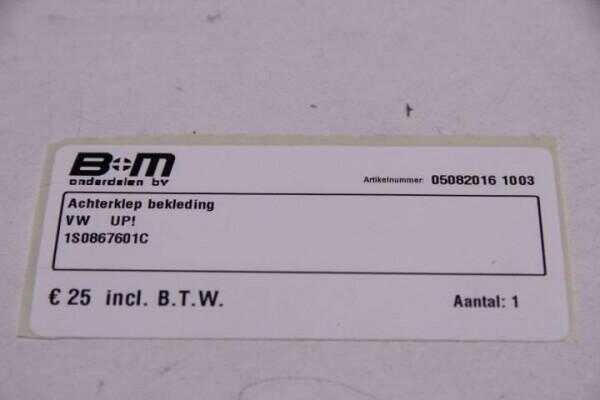 B+M
onderdelen bv
Artikelnummer: 05082016 1003
Achterklep bekleding
VW UP!
1S0867601C
€ 25 incl. B.T.W.
Aantal: 1